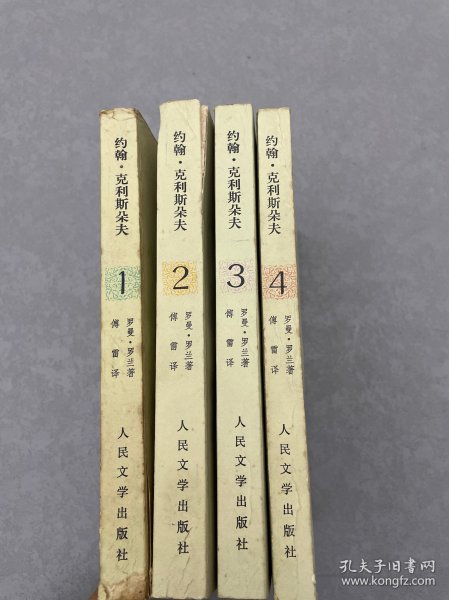 约翰·克利斯朵夫
1
罗曼·罗兰著
傅雷译
人民文学出版社
约翰·克利斯朵夫
2
罗曼·罗兰著
傅雷译
人民文学出版社
约翰·克利斯朵夫
3
罗曼·罗兰著
傅雷译
人民文学出版社
约翰·克利斯朵夫
4
罗曼·罗兰著
傅雷译
人民文学出版社
孔夫子旧书网
www.kongfz.com